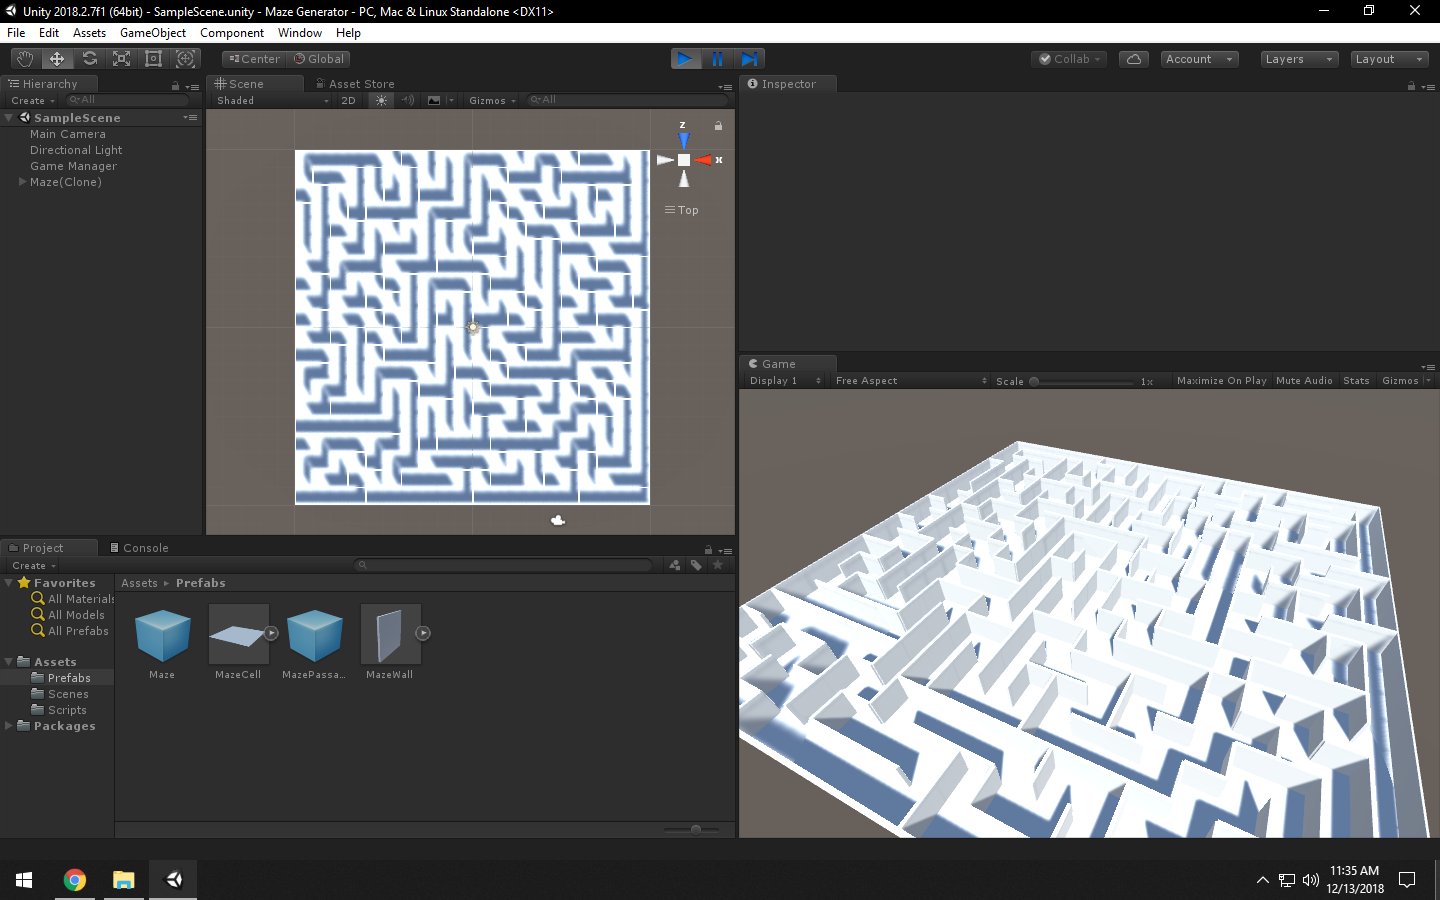 Unity 2018.2.7f1 (64bit) - SampleScene.unity - Maze Generator - PC, Mac & Linux Standalone <DX11>
File Edit Assets GameObject Component Window Help
Center Global Collab Account Layers Layout
Hierarchy
Create All
SampleScene
Main Camera
Directional Light
Game Manager
Maze(Clone)
Scene Asset Store
Shaded 2D Gizmos All
z
x
Top
Inspector
Game
Display 1 Free Aspect Scale 1x Maximize On Play Mute Audio Stats Gizmos
Project Console
Create
Favorites
All Materials
All Models
All Prefabs
Assets
Prefabs
Scenes
Scripts
Packages
Assets Prefabs
Maze MazeCell MazePassa... MazeWall
11:35 AM
12/13/2018